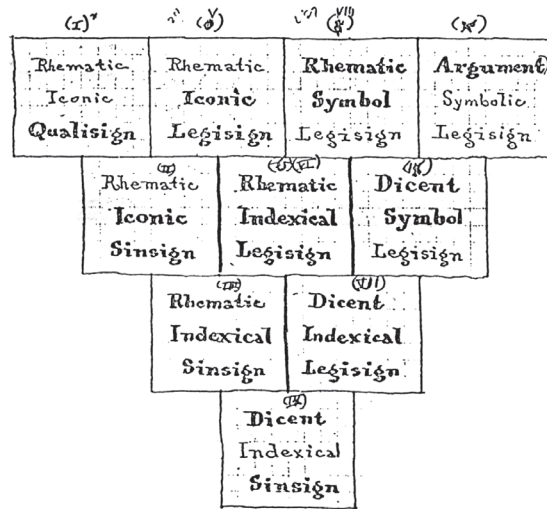 (I) (V) (VIII) (X)
Rhematic Rhematic Rhematic Argument,
Iconic Iconic Symbol Symbolic
Qualisign Legisign Legisign Legisign
(II) (VI) (IX)
Rhematic Rhematic Dicent
Iconic Indexical Symbol
Sinsign Legisign Legisign
(III) (VII)
Rhematic Dicent
Indexical Indexical
Sinsign Legisign
(IV)
Dicent
Indexical
Sinsign